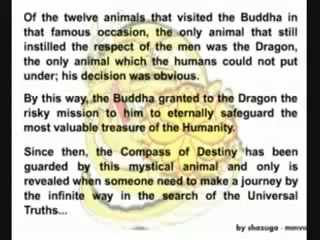 Of the twelve animals that visited the Buddha in
that famous occasion, the only animal that still
instilled the respect of the men was the Dragon,
the only animal which the humans could not put
under; his decision was obvious.
By this way, the Buddha granted to the Dragon the
risky mission to him to eternally safeguard the
most valuable treasure of the Humanity.
Since then, the Compass of Destiny has been
guarded by this mystical animal and only is
revealed when someone need to make a journey by
the infinite way in the search of the Universal
Truths...
by shazuga - mmvii